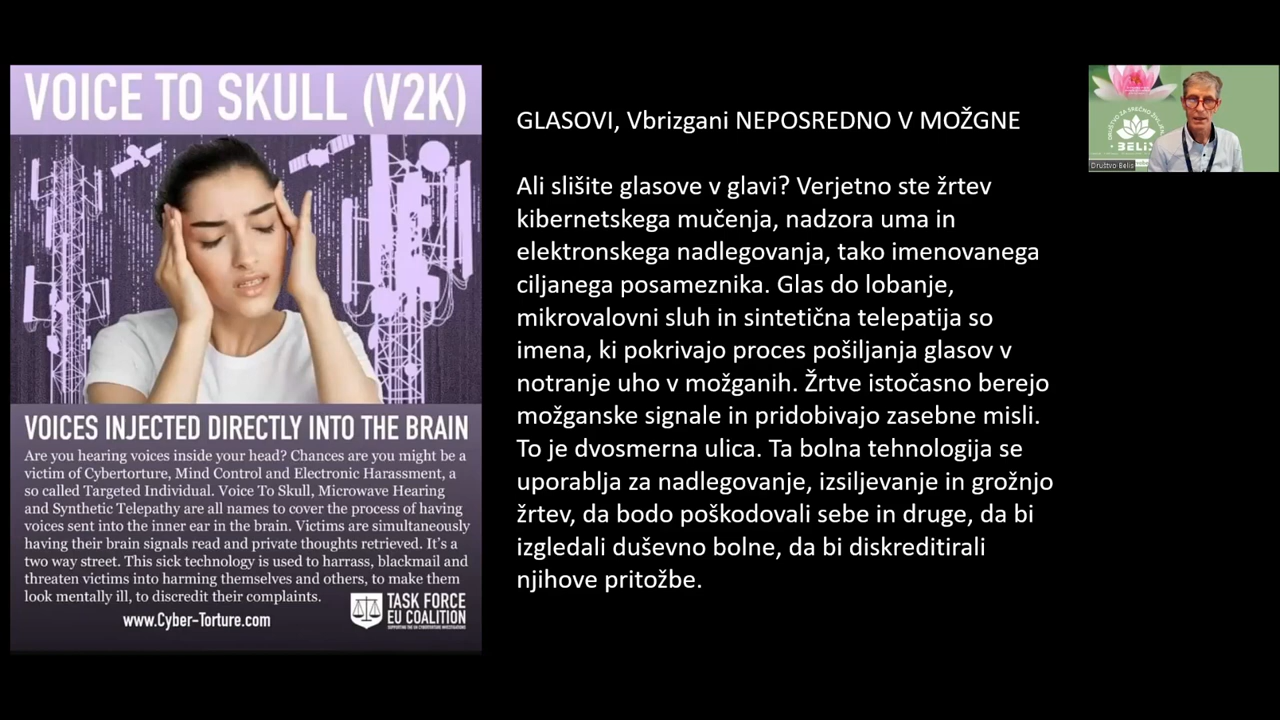 VOICE TO SKULL (V2K)
VOICES INJECTED DIRECTLY INTO THE BRAIN
Are you hearing voices inside your head? Chances are you might be a
victim of Cybertorture, Mind Control and Electronic Harassment, a
so called Targeted Individual. Voice To Skull, Microwave Hearing
and Synthetic Telepathy are all names to cover the process of having
voices sent into the inner ear in the brain. Victims are simultaneously
having their brain signals read and private thoughts retrieved. It's a
two way street. This sick technology is used to harrass, blackmail and
threaten victims into harming themselves and others, to make them
look mentally ill, to discredit their complaints.
www.Cyber-Torture.com
TASK FORCE
EU COALITION
GLASOVI, Vbrizgani NEPOSREDNO V MOŽGNE
Ali slišite glasove v glavi? Verjetno ste žrtev
kibernetskega mučenja, nadzora uma in
elektronskega nadlegovanja, tako imenovanega
ciljanega posameznika. Glas do lobanje,
mikrovalovni sluh in sintetična telepatija so
imena, ki pokrivajo proces pošiljanja glasov v
notranje uho v možganih. Žrtve istočasno berejo
možganske signale in pridobivajo zasebne misli.
To je dvosmerna ulica. Ta bolna tehnologija se
uporablja za nadlegovanje, izsiljevanje in grožnjo
žrtev, da bodo poškodovali sebe in druge, da bi
izgledali duševno bolne, da bi diskreditirali
njihove pritožbe.
BELIS
Društvo Belis